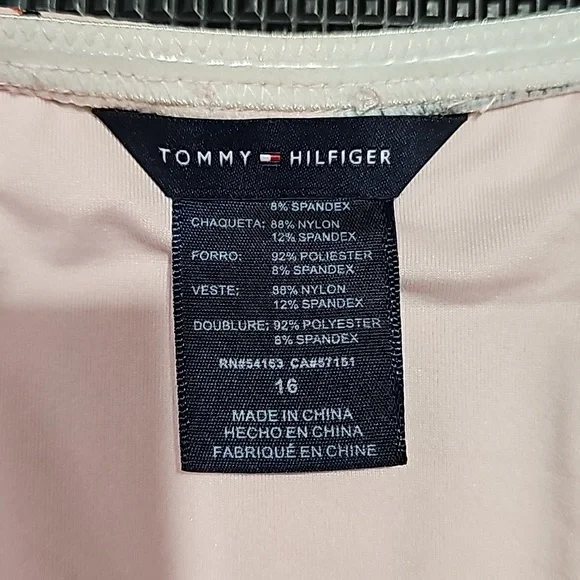 TOMMY HILFIGER
8% SPANDEX
CHAQUETA: 88% NYLON
12% SPANDEX
FORRO: 92% POLIESTER
8% SPANDEX
VESTE; 88% NYLON
12% SPANDEX
DOUBLURE: 92% POLYESTER
8% SPANDEX
RN#54163 CA#57151
16
MADE IN CHINA
HECHO EN CHINA
FABRIQUÉ EN CHINE